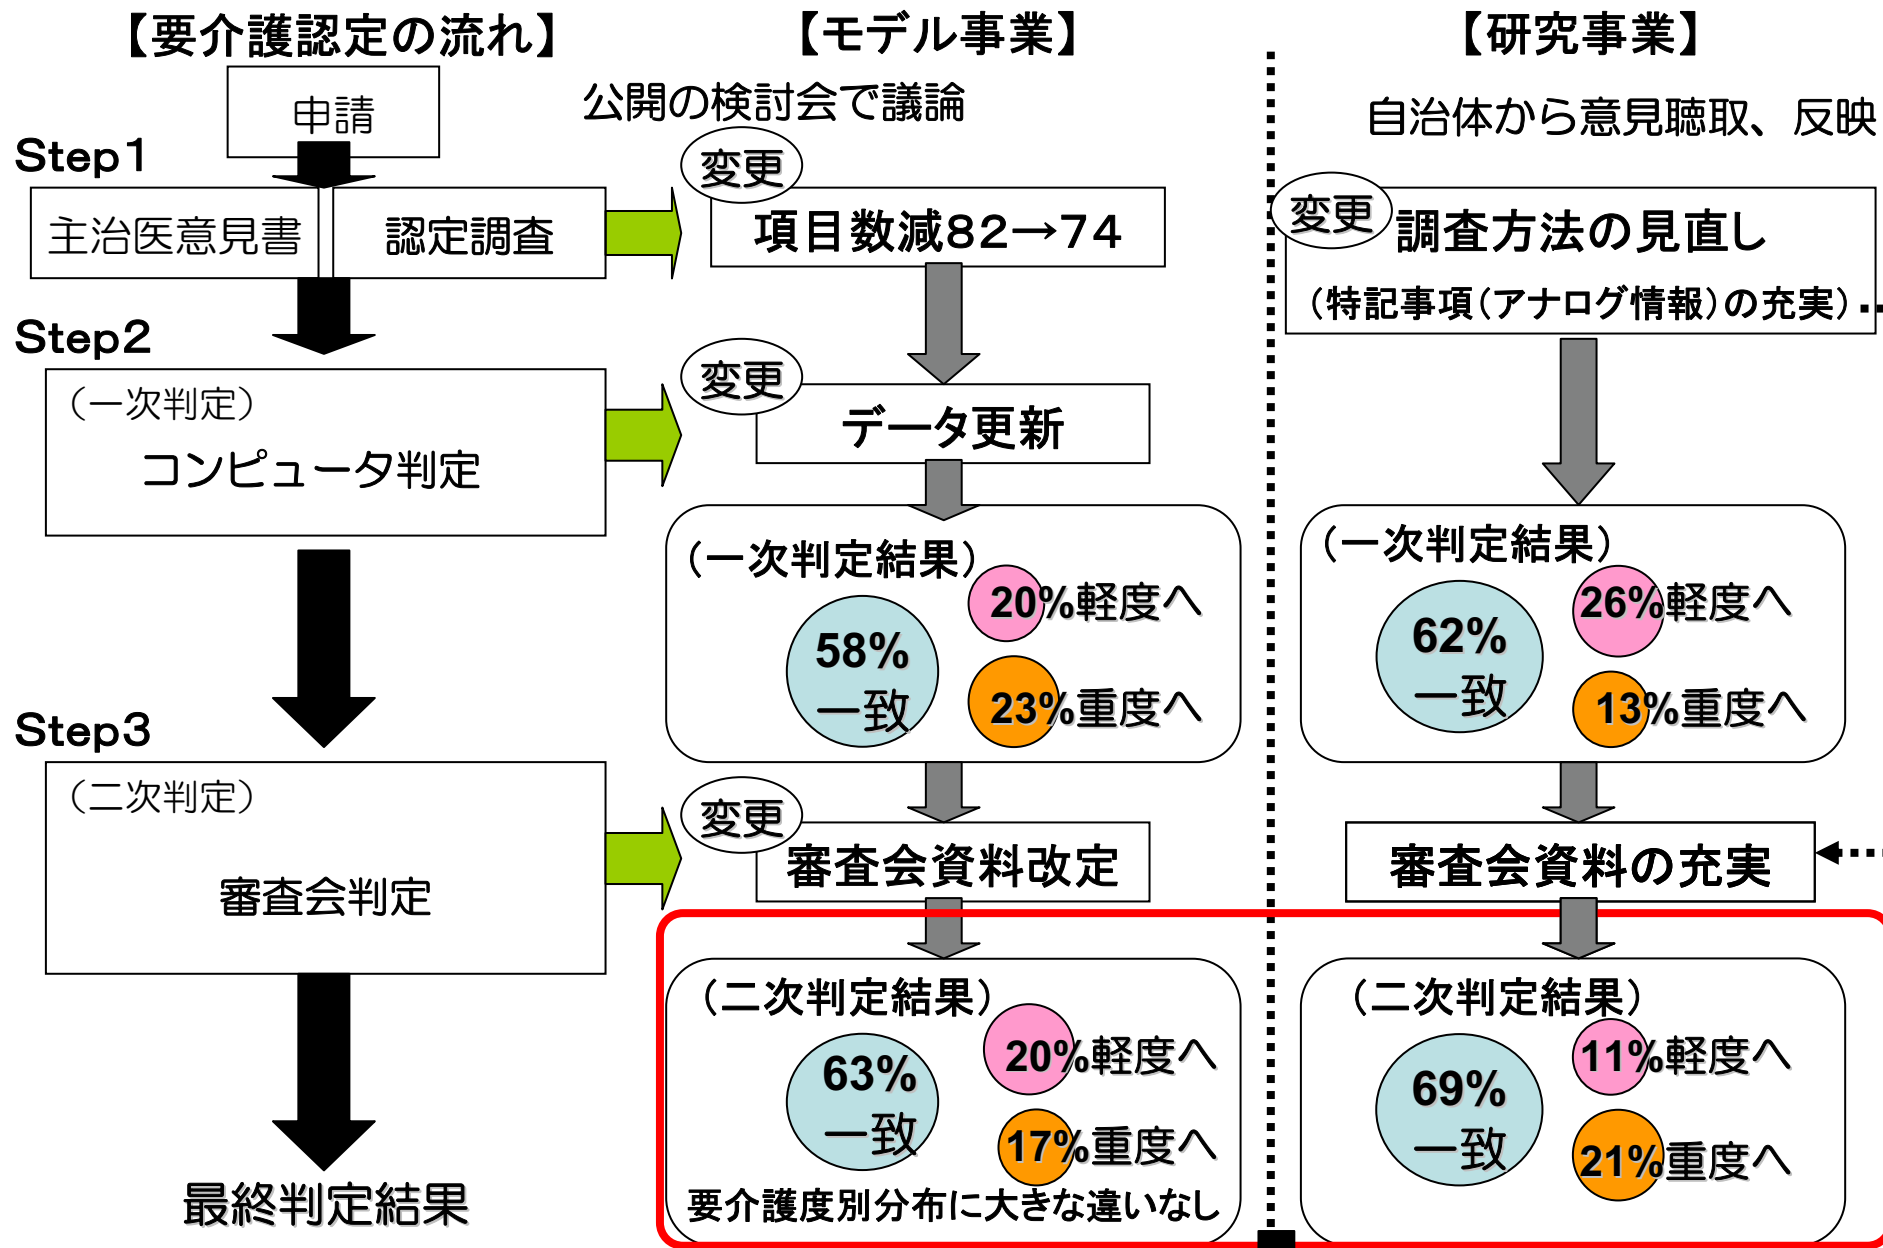 【要介護認定の流れ】
申請
Step1
主治医意見書
認定調査
Step2
（一次判定）
コンピュータ判定
Step3
（二次判定）
審査会判定
最終判定結果
【モデル事業】
公開の検討会で議論
変更
項目数減82→74
変更
データ更新
（一次判定結果）
58%
一致
20%軽度へ
23%重度へ
変更
審査会資料改定
（二次判定結果）
63%
一致
20%軽度へ
17%重度へ
要介護度別分布に大きな違いなし
【研究事業】
自治体から意見聴取、反映
変更
調査方法の見直し
（特記事項（アナログ情報）の充実）
（一次判定結果）
62%
一致
26%軽度へ
13%重度へ
審査会資料の充実
（二次判定結果）
69%
一致
11%軽度へ
21%重度へ